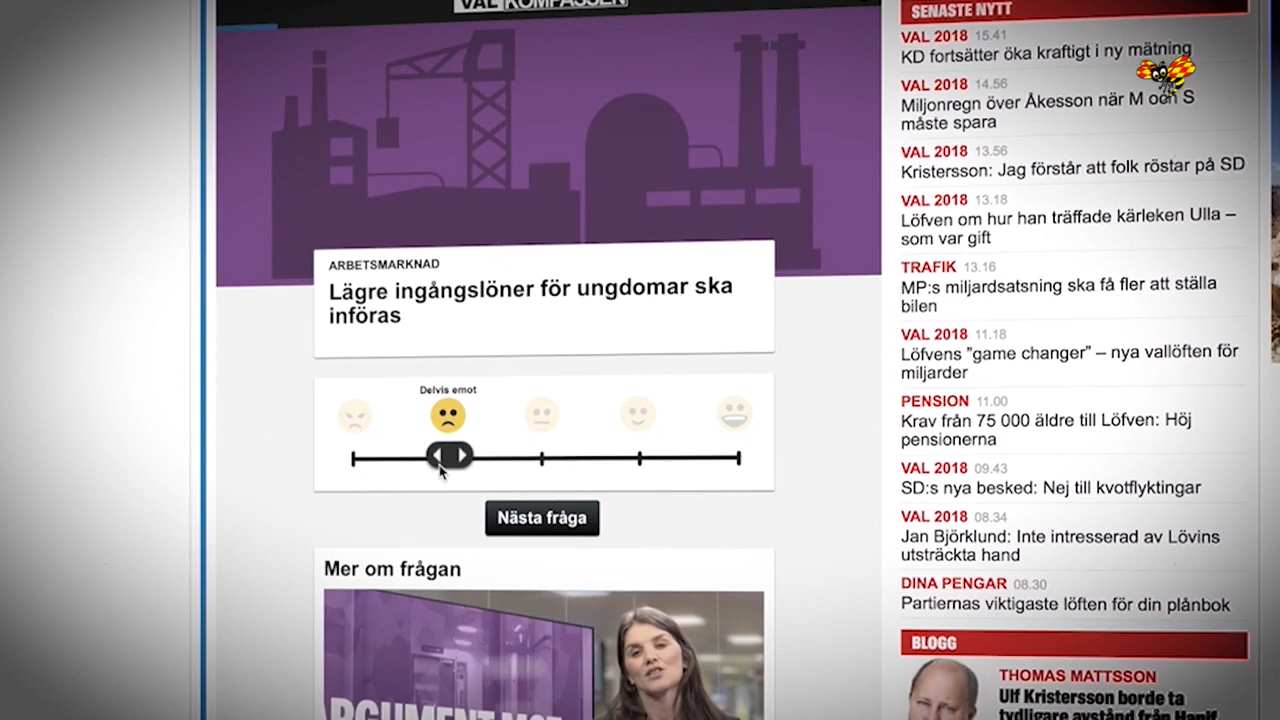 VALKOMPASSEN
ARBETSMARKNAD
Lägre ingångslöner för ungdomar ska
införas
Delvis emot
Nästa fråga
Mer om frågan
ARGUMENT MOT
SENASTE NYTT
VAL 2018 15.41
KD fortsätter öka kraftigt i ny mätning
VAL 2018 14.56
Miljonregn över Åkesson när M och S
måste spara
VAL 2018 13.56
Kristersson: Jag förstår att folk röstar på SD
VAL 2018 13.18
Löfven om hur han träffade kärleken Ulla –
som var gift
TRAFIK 13.16
MP:s miljardsatsning ska få fler att ställa
bilen
VAL 2018 11.18
Löfvens ”game changer” – nya vallöften för
miljarder
PENSION 11.00
Krav från 75 000 äldre till Löfven: Höj
pensionerna
VAL 2018 09.43
SD:s nya besked: Nej till kvotflyktingar
VAL 2018 08.34
Jan Björklund: Inte intresserad av Lövins
utsträckta hand
DINA PENGAR 08.30
Partiernas viktigaste löften för din plånbok
BLOGG
THOMAS MATTSSON
Ulf Kristersson borde ta
tydligare avstånd från